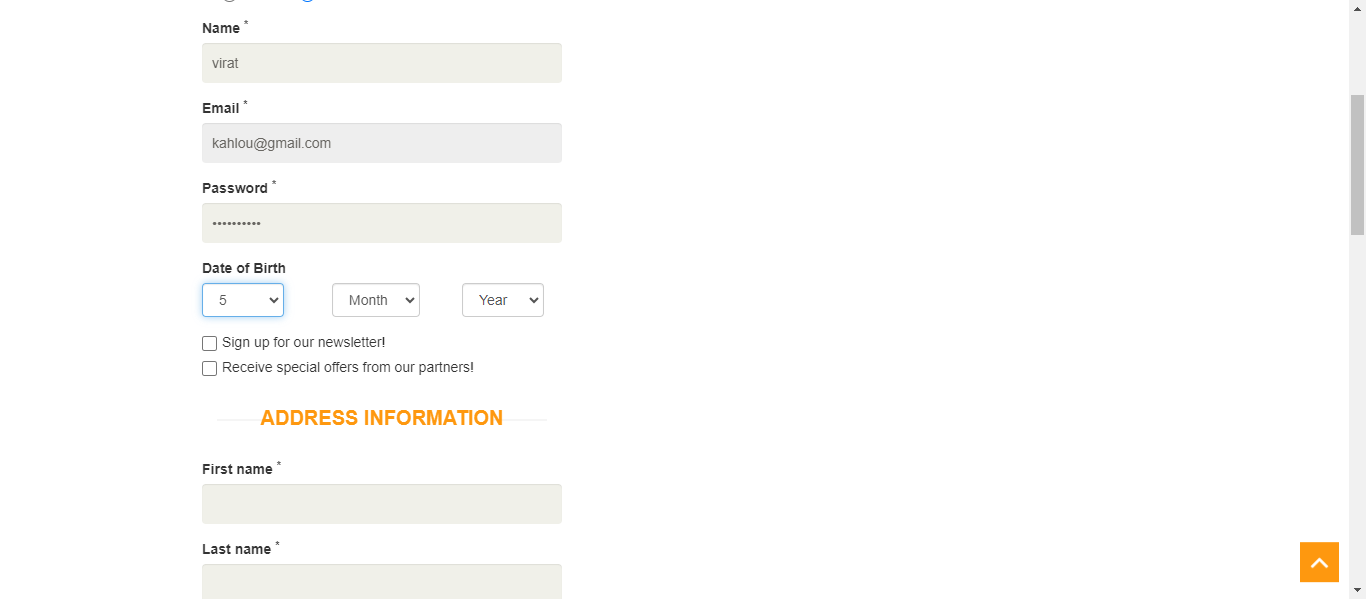 Name *
virat
Email *
kahlou@gmail.com
Password *
••••••••••
Date of Birth
5 Month Year
Sign up for our newsletter!
Receive special offers from our partners!
ADDRESS INFORMATION
First name *
Last name *